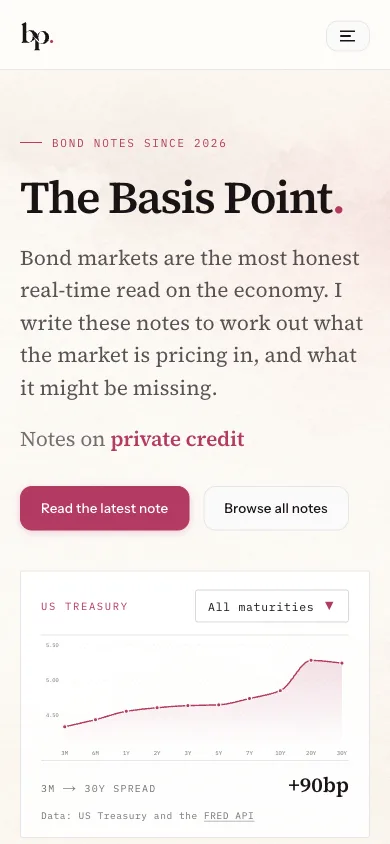 bp.
BOND NOTES SINCE 2026
The Basis Point.
Bond markets are the most honest
real-time read on the economy. I
write these notes to work out what
the market is pricing in, and what
it might be missing.
Notes on private credit
Read the latest note
Browse all notes
US TREASURY
All maturities ▼
5.50
5.00
4.50
3M 6M 1Y 2Y 3Y 5Y 7Y 10Y 20Y 30Y
3M → 30Y SPREAD
+90bp
Data: US Treasury and the FRED API